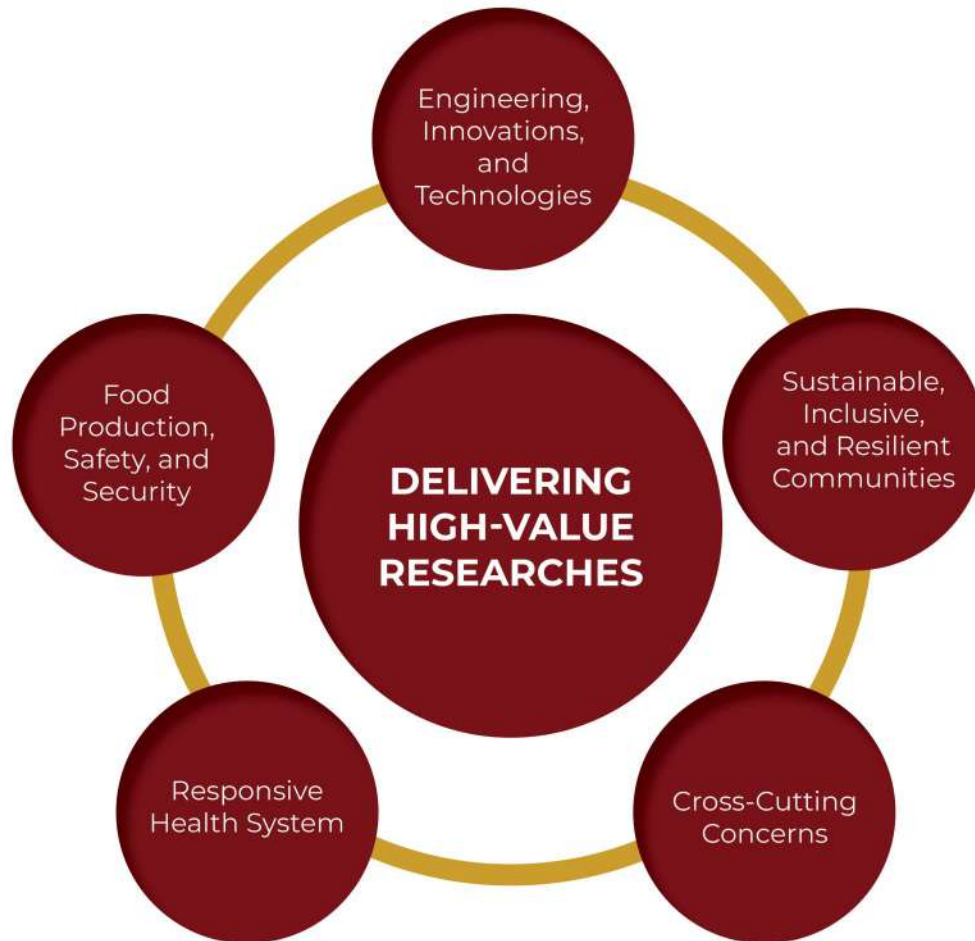 Engineering,
Innovations,
and
Technologies
Sustainable,
Inclusive,
and Resilient
Communities
Food
Production,
Safety, and
Security
DELIVERING
HIGH-VALUE
RESEARCHES
Responsive
Health System
Cross-Cutting
Concerns